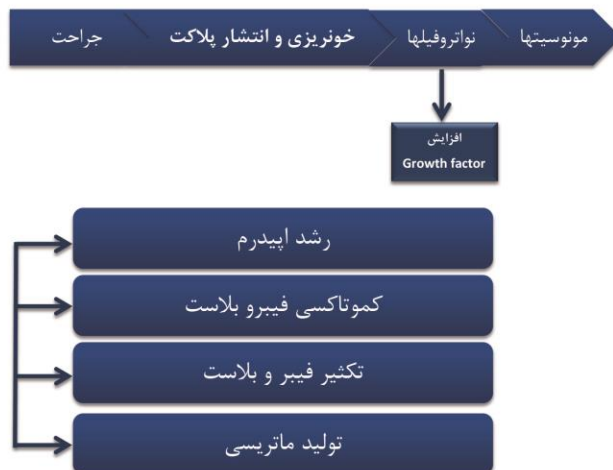 جراحت
خونریزی و انتشار پلاکت
نواتروفیلها
مونوسیتها
افزایش
Growth factor
رشد اپیدرم
کموتاکسی فیبرو بلاست
تکثیر فیبر و بلاست
تولید ماتریسی